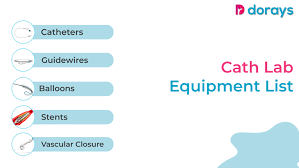 dorays
Catheters
Guidewires
Balloons
Stents
Vascular Closure
Cath Lab
Equipment List